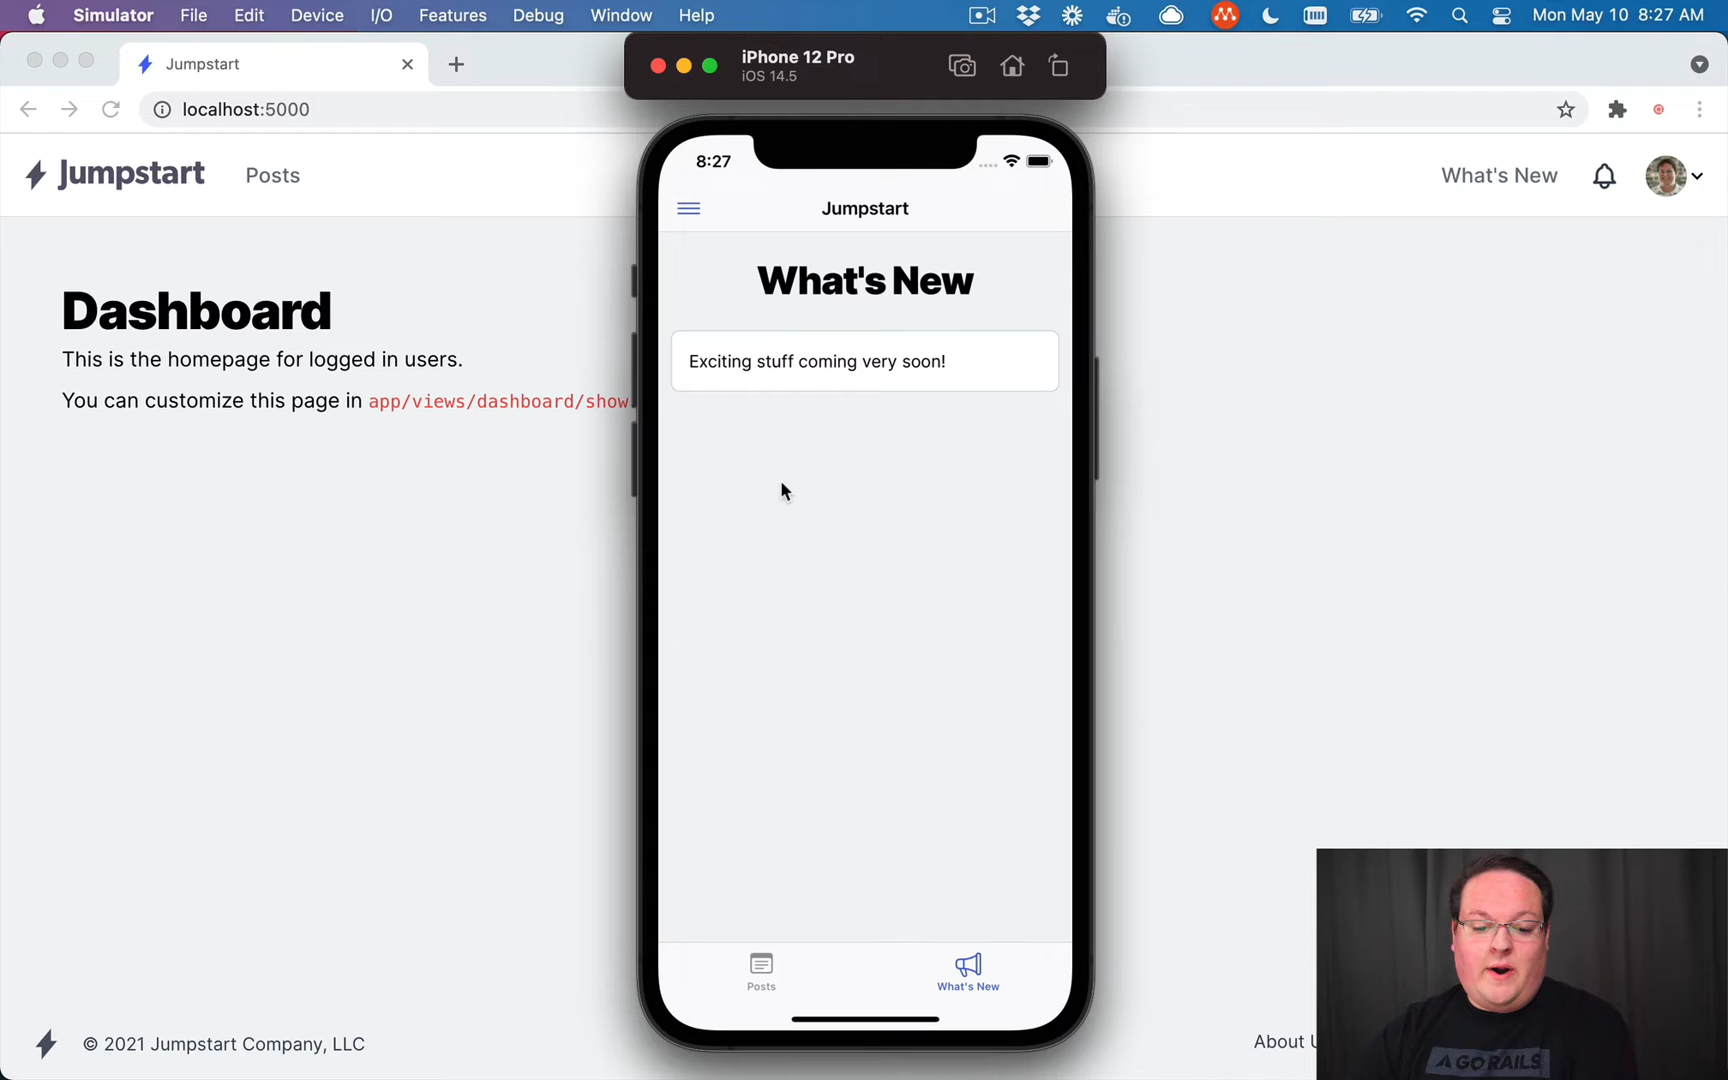 Simulator File Edit Device I/O Features Debug Window Help Mon May 10 8:27 AM
Jumpstart
iPhone 12 Pro
iOS 14.5
localhost:5000
Jumpstart Posts
What's New
8:27
Jumpstart
What's New
Exciting stuff coming very soon!
Posts
What's New
Dashboard
This is the homepage for logged in users.
You can customize this page in app/views/dashboard/show
© 2021 Jumpstart Company, LLC
About U
GO RAILS